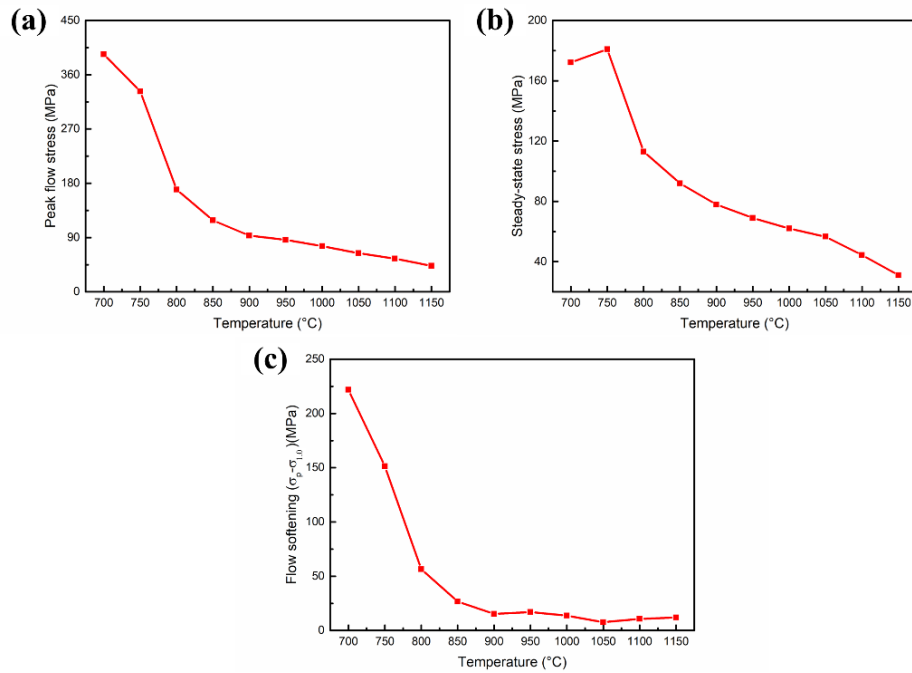 (a)
450
360
270
180
90
0
Peak flow stress (MPa)
700 750 800 850 900 950 1000 1050 1100 1150
Temperature (°C)
(b)
200
160
120
80
40
Steady-state stress (MPa)
700 750 800 850 900 950 1000 1050 1100 1150
Temperature (°C)
(c)
250
200
150
100
50
0
Flow softening (σp-σ1.0)(MPa)
700 750 800 850 900 950 1000 1050 1100 1150
Temperature (°C)